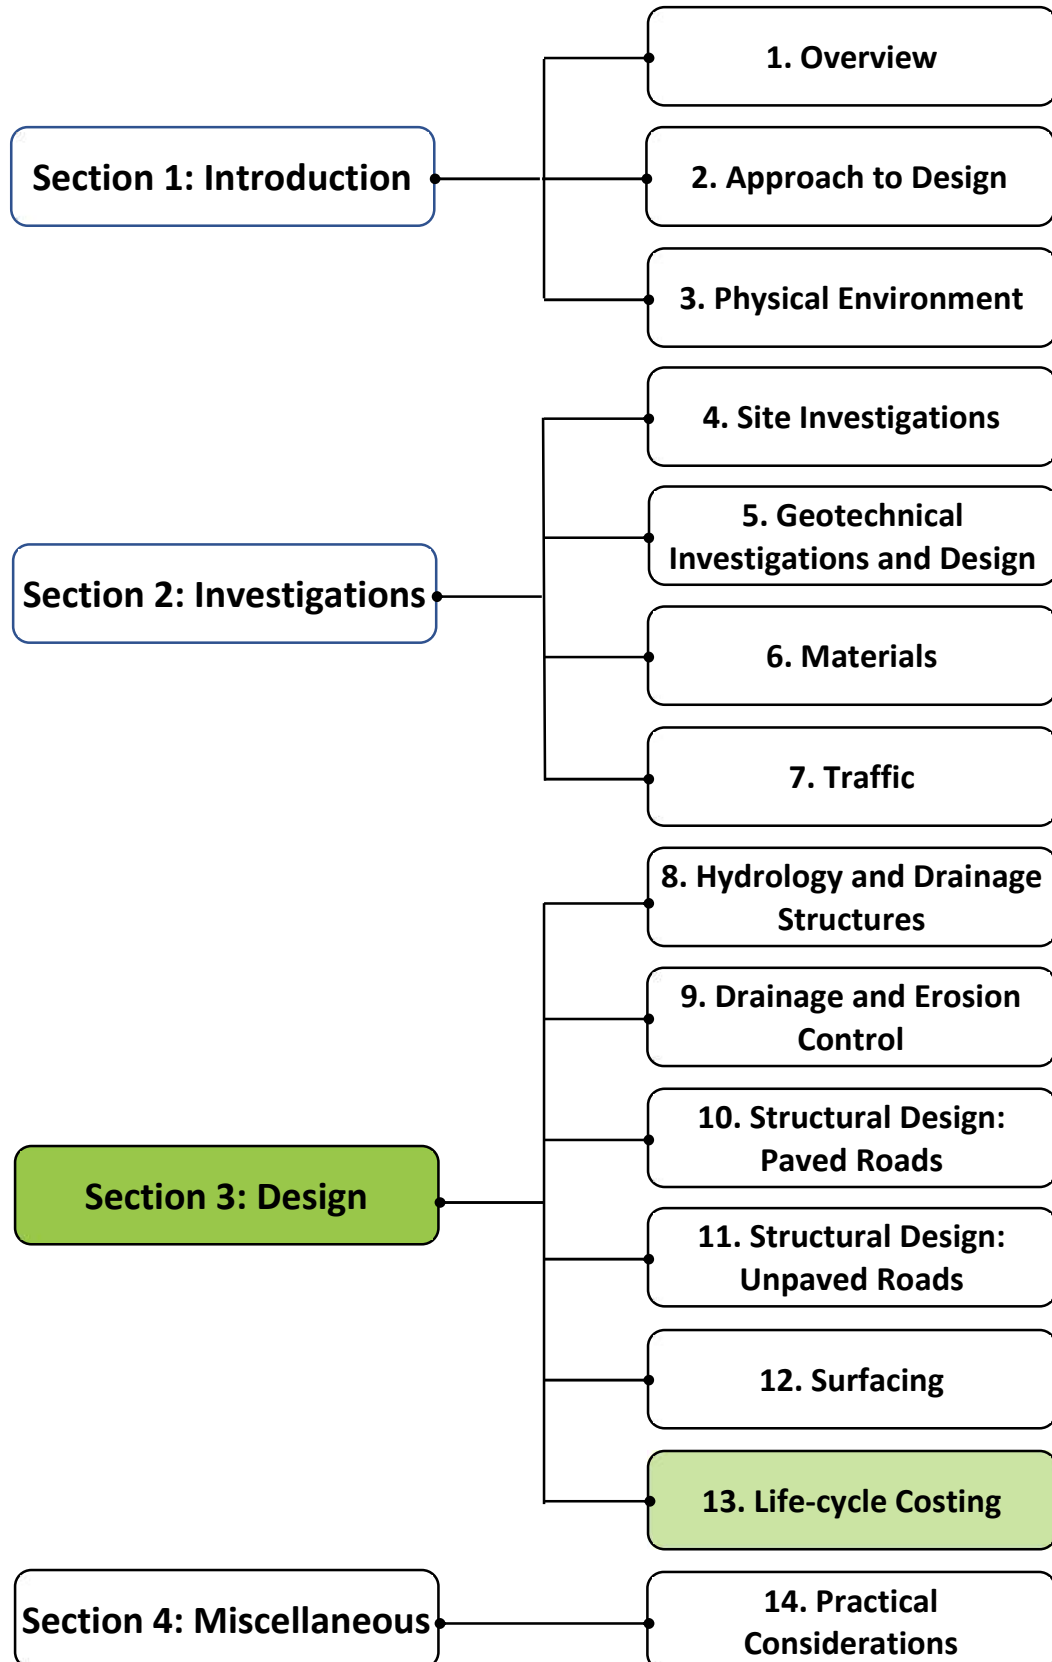 1. Overview
Section 1: Introduction
2. Approach to Design
3. Physical Environment
4. Site Investigations
5. Geotechnical
Investigations and Design
Section 2: Investigations
6. Materials
7. Traffic
8. Hydrology and Drainage
Structures
9. Drainage and Erosion
Control
10. Structural Design:
Paved Roads
Section 3: Design
11. Structural Design:
Unpaved Roads
12. Surfacing
13. Life-cycle Costing
Section 4: Miscellaneous
14. Practical
Considerations